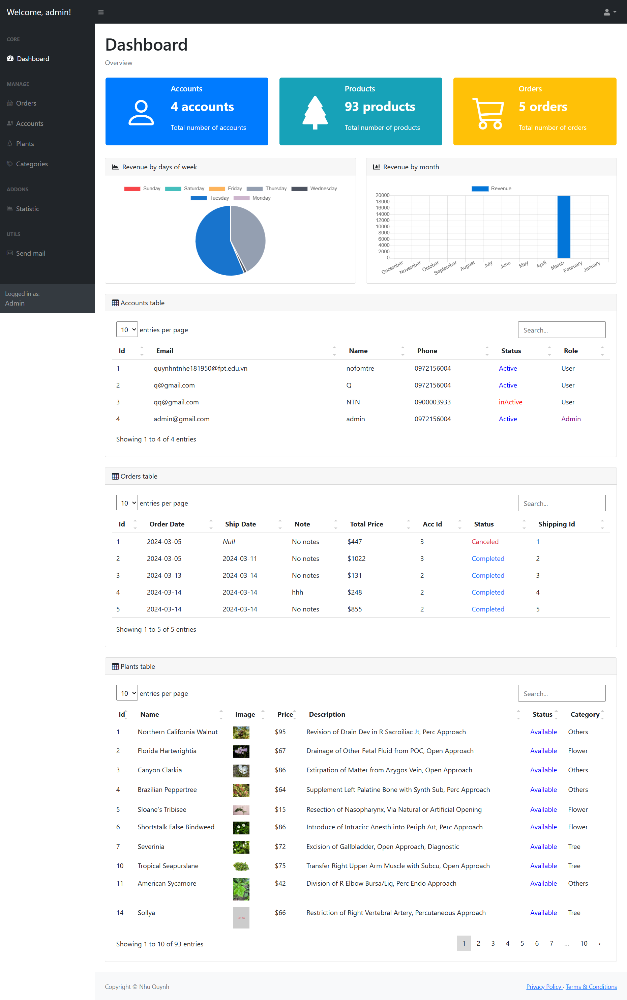 Welcome, admin!
CORE
Dashboard
MANAGE
Orders
Accounts
Plants
Categories
ADDONS
Statistic
UTILS
Send mail
Logged in as:
Admin
Dashboard
Overview
Accounts
4 accounts
Total number of accounts
Products
93 products
Total number of products
Orders
5 orders
Total number of orders
Revenue by days of week
Sunday Saturday Friday Thursday Wednesday
Tuesday Monday
Revenue by month
Revenue
20000
18000
16000
14000
12000
10000
8000
6000
4000
2000
0
December November October September August July June May April March February January
Accounts table
10 entries per page Search...
Id Email Name Phone Status Role
1 quynhntnhe181950@fpt.edu.vn nofomtre 0972156004 Active User
2 q@gmail.com Q 0972156004 Active User
3 qq@gmail.com NTN 0900003933 inActive User
4 admin@gmail.com admin 0972156004 Active Admin
Showing 1 to 4 of 4 entries
Orders table
10 entries per page Search...
Id Order Date Ship Date Note Total Price Acc Id Status Shipping Id
1 2024-03-05 Null No notes $447 3 Canceled 1
2 2024-03-05 2024-03-11 No notes $1022 3 Completed 2
3 2024-03-13 2024-03-14 No notes $131 2 Completed 3
4 2024-03-14 2024-03-14 hhh $248 2 Completed 4
5 2024-03-14 2024-03-14 No notes $855 2 Completed 5
Showing 1 to 5 of 5 entries
Plants table
10 entries per page Search...
Id Name Image Price Description Status Category
1 Northern California Walnut $95 Revision of Drain Dev in R Sacroiliac Jt, Perc Approach Available Others
2 Florida Hartwrightia $67 Drainage of Other Fetal Fluid from POC, Open Approach Available Flower
3 Canyon Clarkia $86 Extirpation of Matter from Azygos Vein, Open Approach Available Others
4 Brazilian Peppertree $64 Supplement Left Palatine Bone with Synth Sub, Perc Approach Available Others
5 Sloane's Tribisee $15 Resection of Nasopharynx, Via Natural or Artificial Opening Available Flower
6 Shortstalk False Bindweed $86 Introduce of Intracirc Anesth into Periph Art, Perc Approach Available Flower
7 Severinia $72 Excision of Gallbladder, Open Approach, Diagnostic Available Tree
10 Tropical Seapurslane $75 Transfer Right Upper Arm Muscle with Subcu, Open Approach Available Tree
11 American Sycamore $42 Division of R Elbow Bursa/Lig, Perc Endo Approach Available Others
14 Sollya $66 Restriction of Right Vertebral Artery, Percutaneous Approach Available Tree
Showing 1 to 10 of 93 entries 1 2 3 4 5 6 7 ... 10 ›
Copyright © Nhu Quynh Privacy Policy · Terms & Conditions